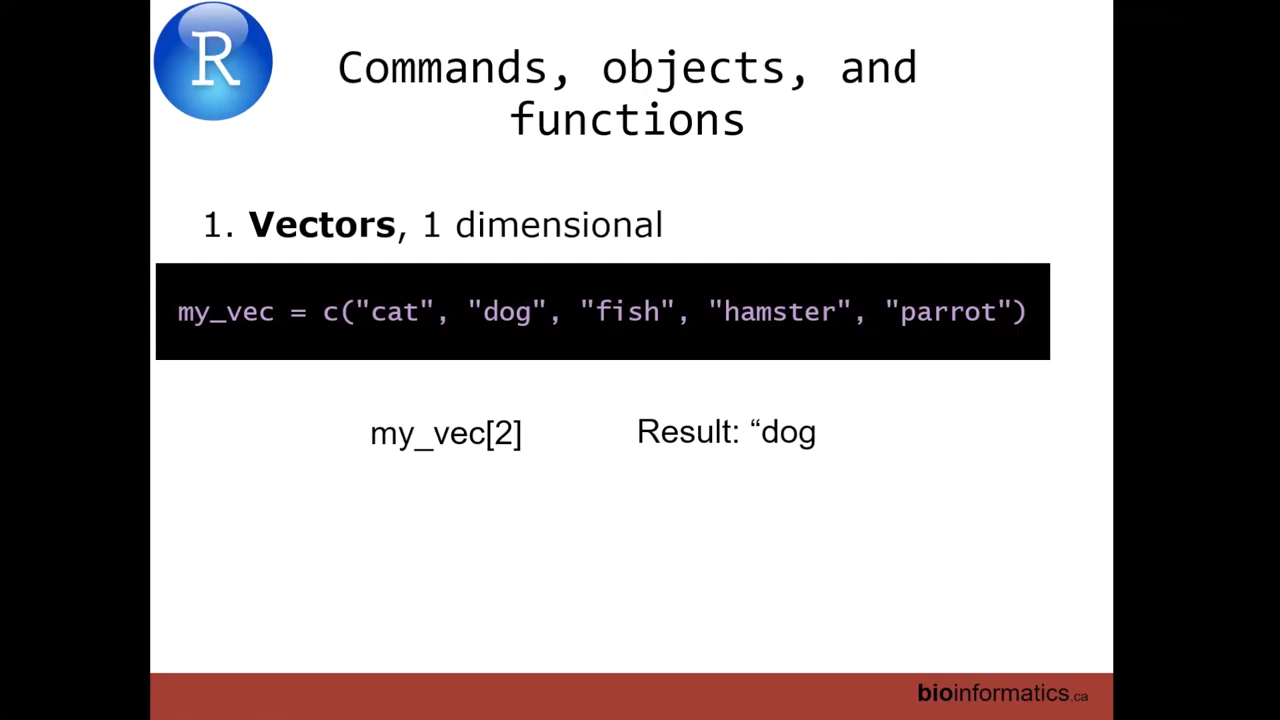 R
Commands, objects, and
functions
1. Vectors, 1 dimensional
my_vec = c("cat", "dog", "fish", "hamster", "parrot")
my_vec[2]
Result: “dog
bioinformatics.ca